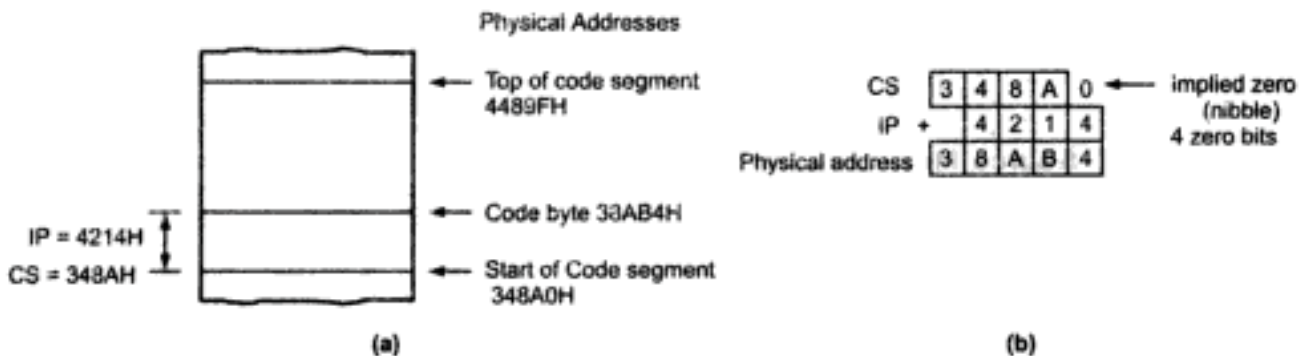 Physical Addresses
Top of code segment
4489FH
Code byte 38AB4H
IP = 4214H
CS = 348AH
Start of Code segment
348A0H
(a)
CS 3 4 8 A 0 implied zero
(nibble)
4 zero bits
IP + 4 2 1 4
Physical address 3 8 A B 4
(b)